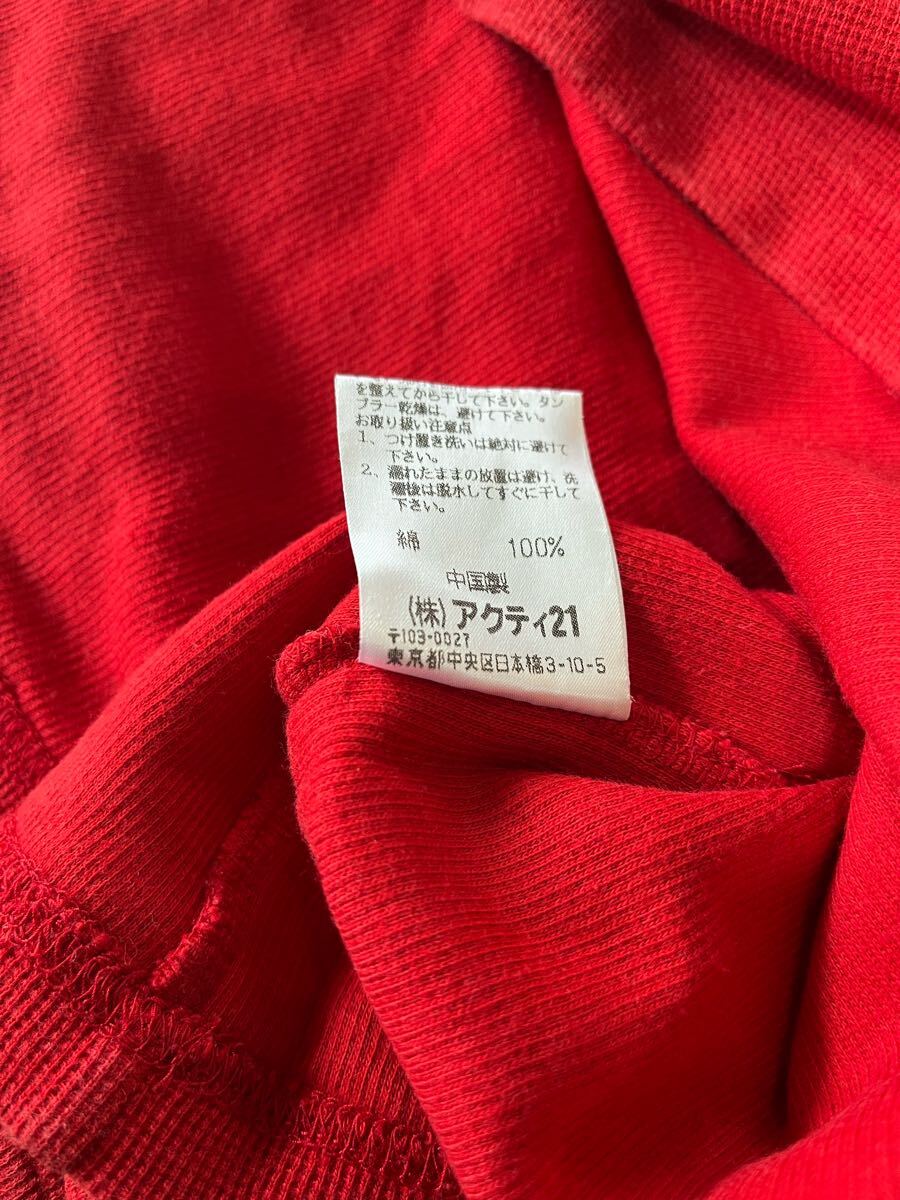 を整えてから干して下さい。タン
ブラー乾燥は、避けて下さい。
お取り扱い注意点
1、つけ置き洗いは絶対に避けて
下さい。
2、濡れたままの放置は避け、洗
濯後は脱水してすぐに干して
下さい。
綿 100%
中国製
(株)アクティ21
〒103-0027
東京都中央区日本橋3-10-5